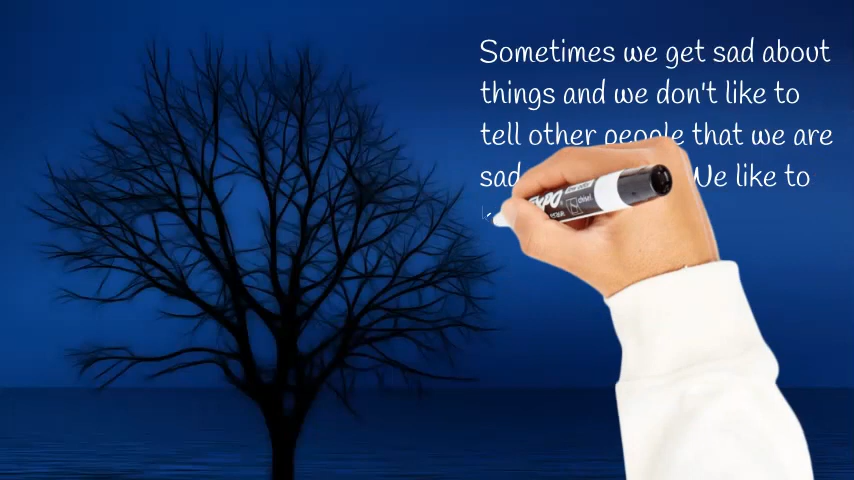 Sometimes we get sad about
things and we don't like to
tell other people that we are
sad We like to